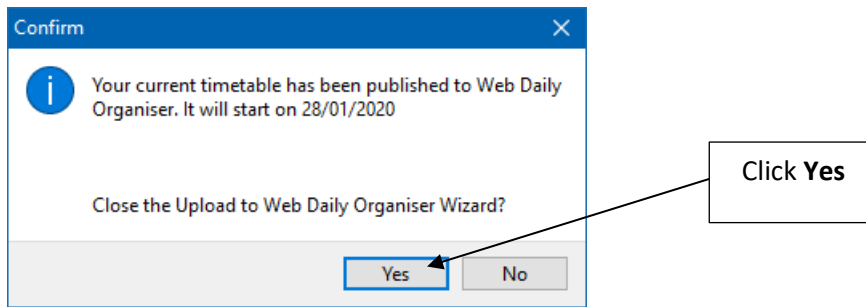 Confirm
Your current timetable has been published to Web Daily
Organiser. It will start on 28/01/2020
Close the Upload to Web Daily Organiser Wizard?
Click Yes
Yes
No